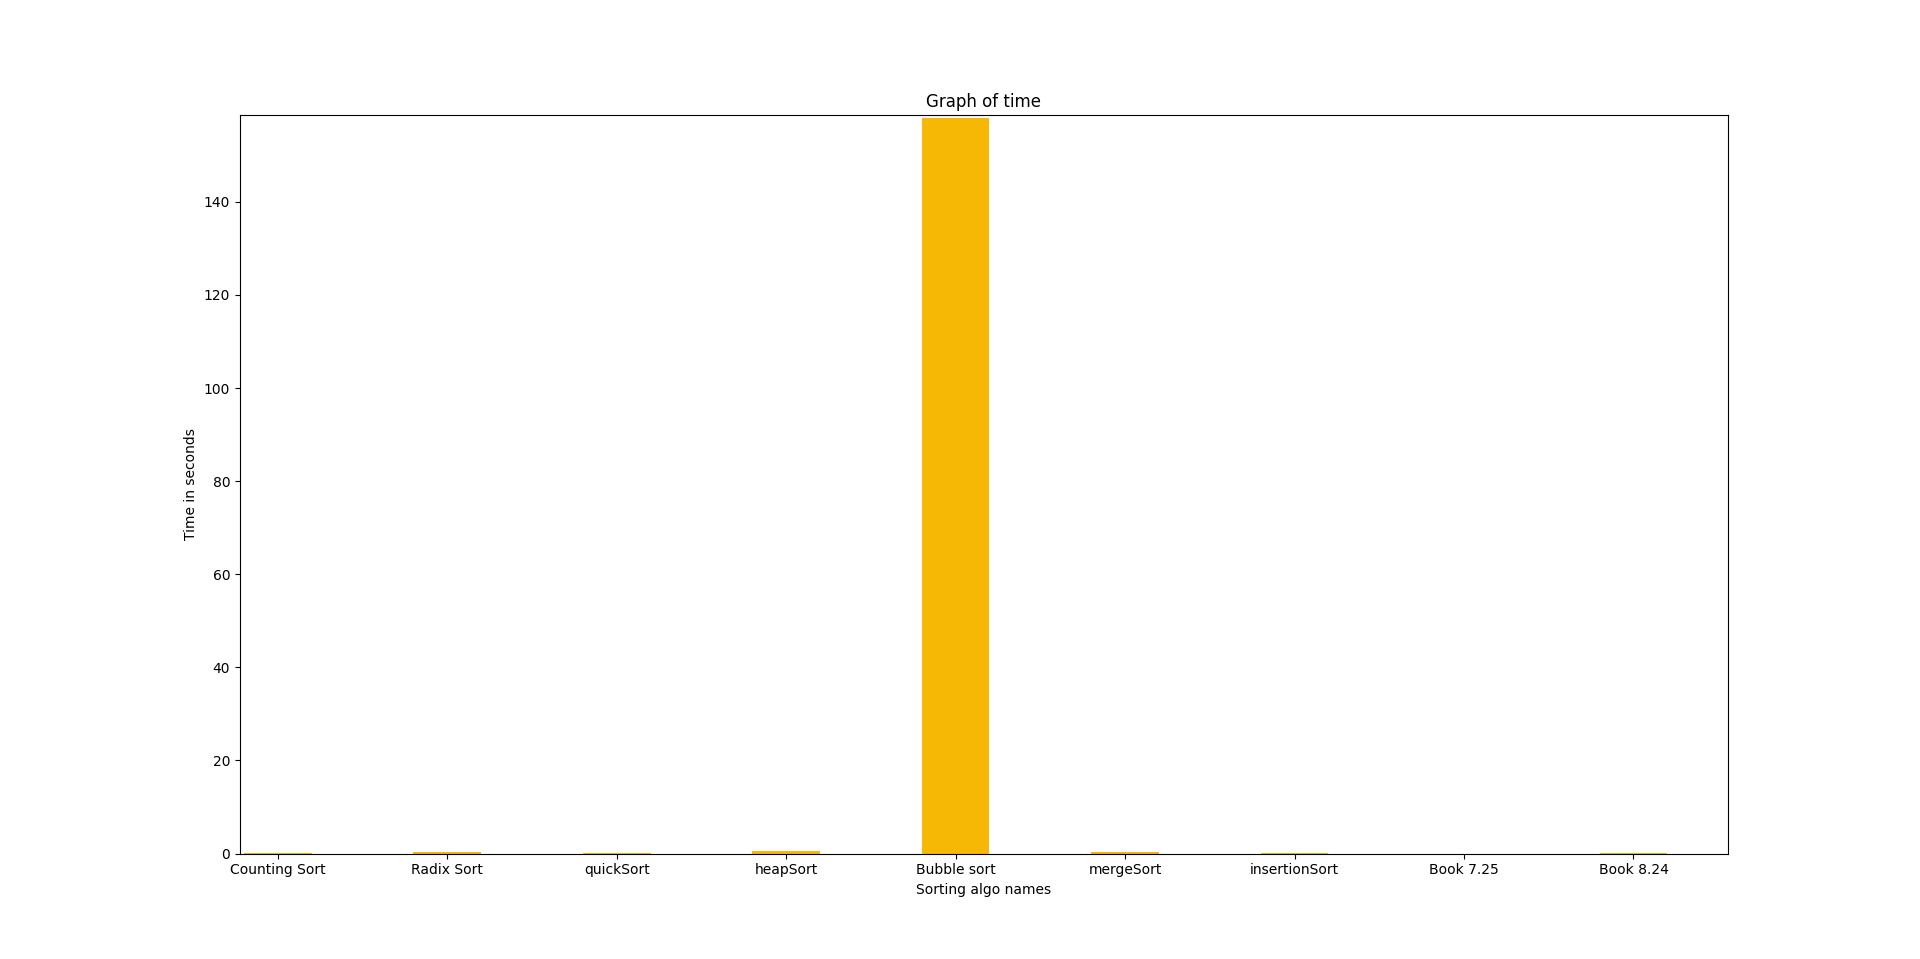 Graph of time
140
120
100
80
60
40
20
0
Time in seconds
Counting Sort Radix Sort quickSort heapSort Bubble sort mergeSort insertionSort Book 7.25 Book 8.24
Sorting algo names